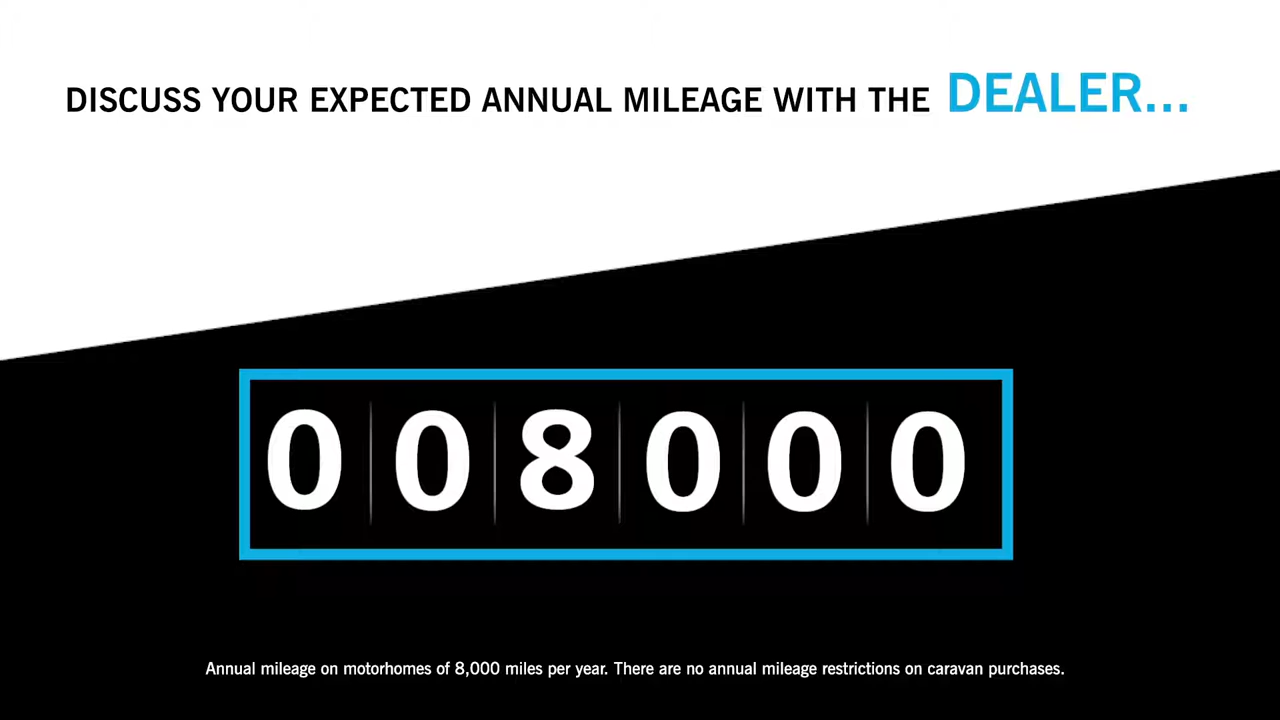 DISCUSS YOUR EXPECTED ANNUAL MILEAGE WITH THE DEALER...
008000
Annual mileage on motorhomes of 8,000 miles per year. There are no annual mileage restrictions on caravan purchases.